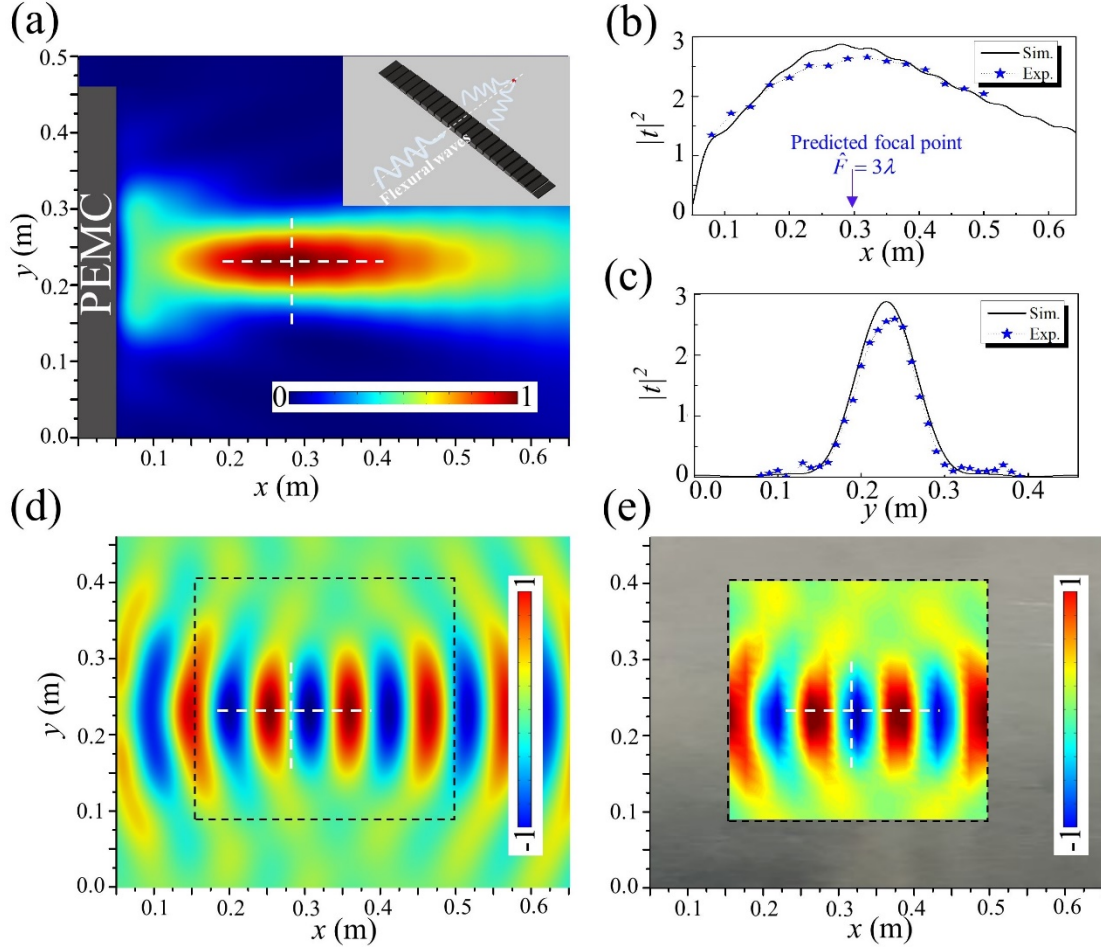 (a)
0.5
0.4
0.3
0.2
0.1
0.0
y (m)
PEMC
Flexural waves
0
1
0.1
0.2
0.3
0.4
0.5
0.6
x (m)
(b)
3
2
1
0
|t|²
Sim.
Exp.
Predicted focal point
F̂ = 3λ
0.1
0.2
0.3
0.4
0.5
0.6
x (m)
(c)
3
2
1
0
|t|²
Sim.
Exp.
0.0
0.1
0.2
0.3
0.4
y (m)
(d)
0.4
0.3
0.2
0.1
0.0
y (m)
1
-1
0.1
0.2
0.3
0.4
0.5
0.6
x (m)
(e)
0.4
0.3
0.2
0.1
0.0
y (m)
1
-1
0.1
0.2
0.3
0.4
0.5
0.6
x (m)